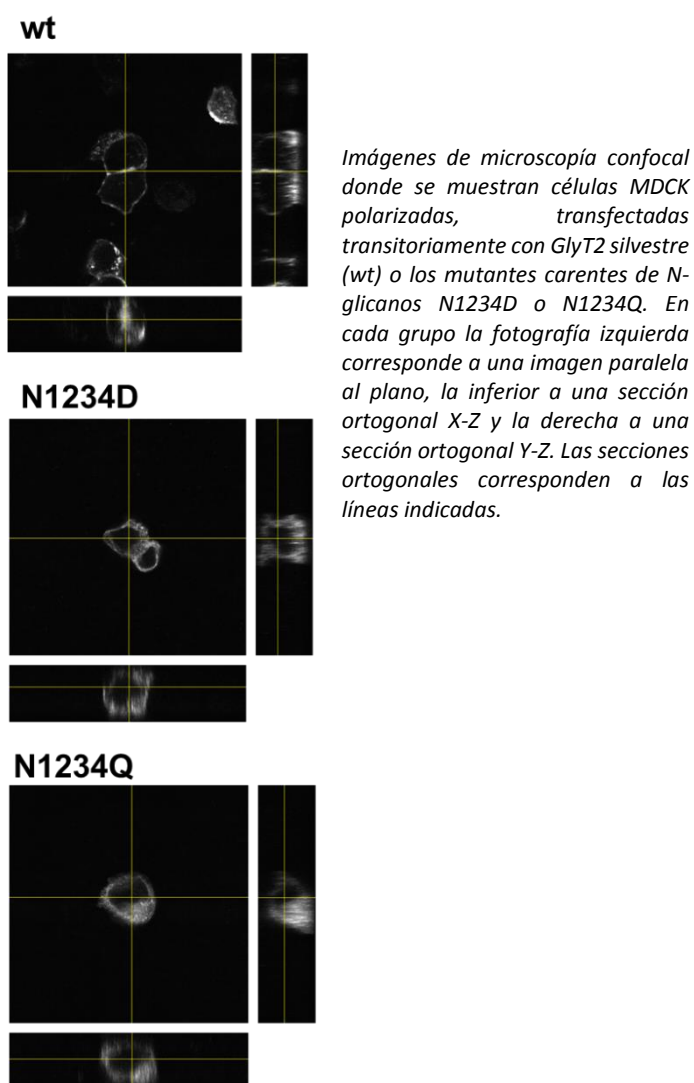 wt
Imágenes de microscopía confocal
donde se muestran células MDCK
polarizadas, transfectadas
transitoriamente con GlyT2 silvestre
(wt) o los mutantes carentes de N-
glicanos N1234D o N1234Q. En
cada grupo la fotografía izquierda
corresponde a una imagen paralela
al plano, la inferior a una sección
ortogonal X-Z y la derecha a una
sección ortogonal Y-Z. Las secciones
ortogonales corresponden a las
líneas indicadas.
N1234D
N1234Q